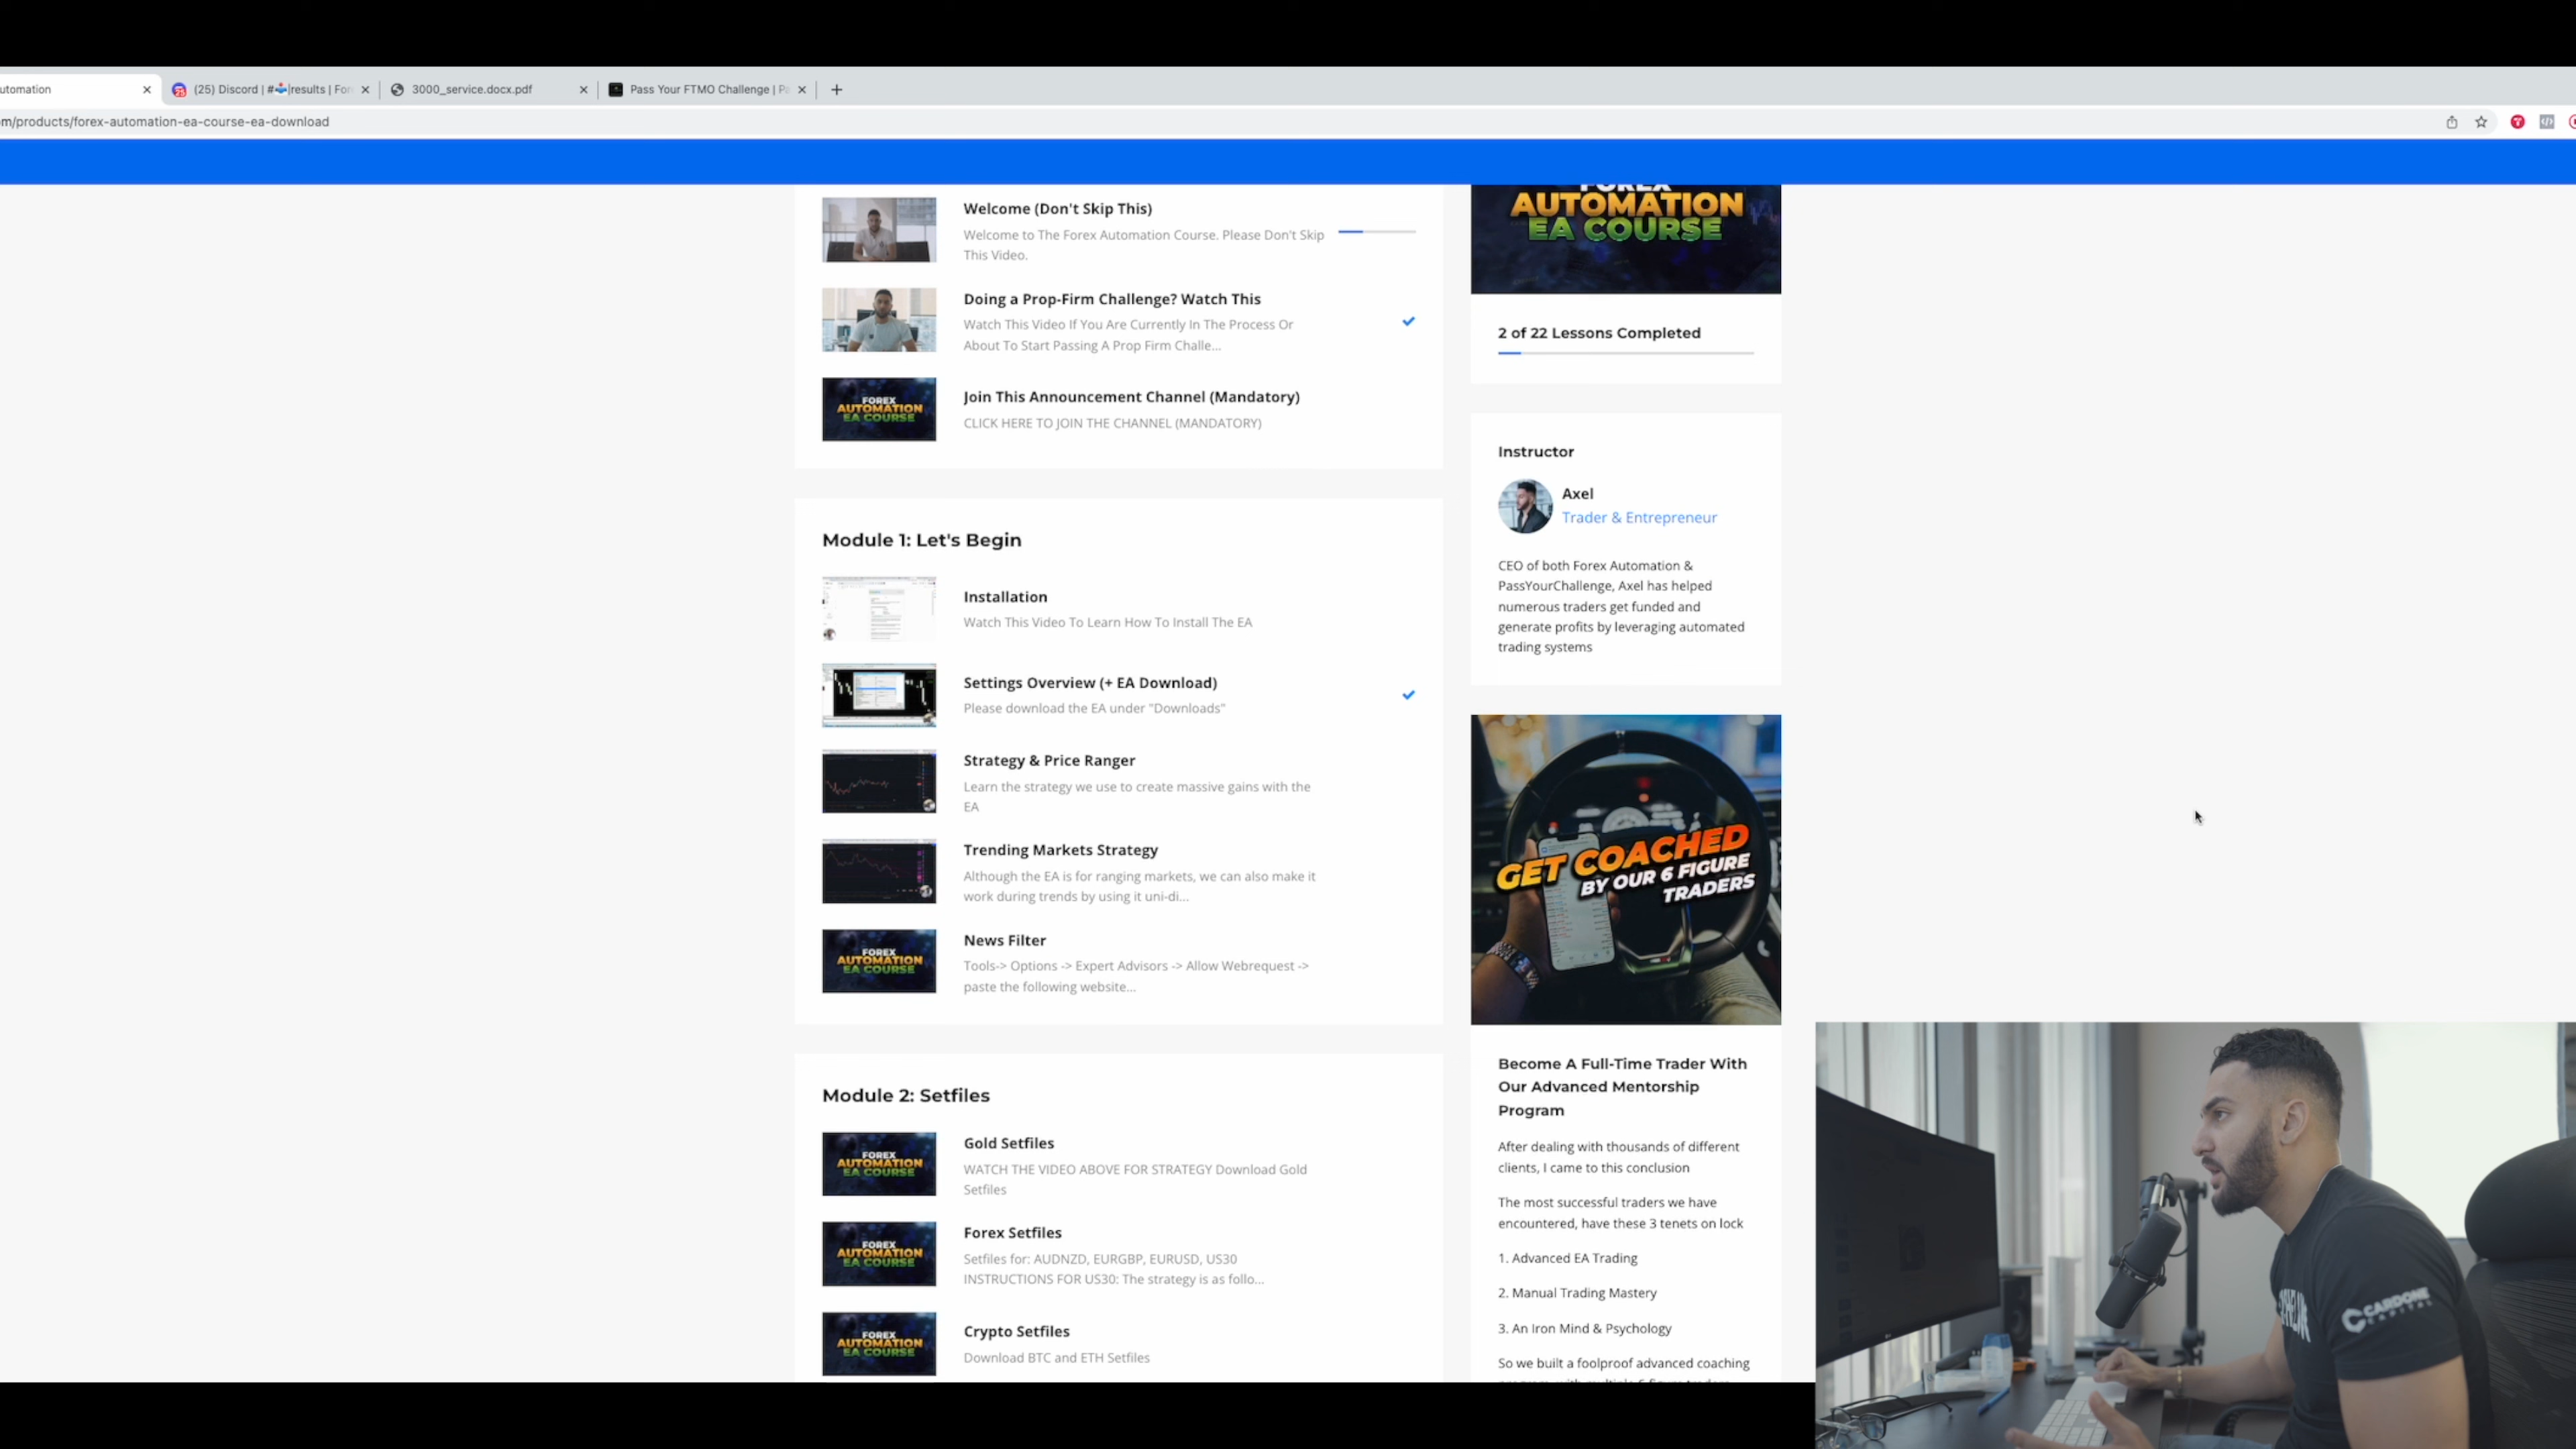 utomation
(25) Discord | #|results | For
3000_service.docx.pdf
Pass Your FTMO Challenge | Pa
m/products/forex-automation-ea-course-ea-download
Welcome (Don't Skip This)
Welcome to The Forex Automation Course. Please Don't Skip
This Video.
Doing a Prop-Firm Challenge? Watch This
Watch This Video If You Are Currently In The Process Or
About To Start Passing A Prop Firm Challe...
FOREX
AUTOMATION
EA COURSE
Join This Announcement Channel (Mandatory)
CLICK HERE TO JOIN THE CHANNEL (MANDATORY)
Module 1: Let's Begin
Installation
Watch This Video To Learn How To Install The EA
Settings Overview (+ EA Download)
Please download the EA under "Downloads"
Strategy & Price Ranger
Learn the strategy we use to create massive gains with the
EA
Trending Markets Strategy
Although the EA is for ranging markets, we can also make it
work during trends by using it uni-di...
FOREX
AUTOMATION
EA COURSE
News Filter
Tools-> Options -> Expert Advisors -> Allow Webrequest ->
paste the following website...
Module 2: Setfiles
FOREX
AUTOMATION
EA COURSE
Gold Setfiles
WATCH THE VIDEO ABOVE FOR STRATEGY Download Gold
Setfiles
FOREX
AUTOMATION
EA COURSE
Forex Setfiles
Setfiles for: AUDNZD, EURGBP, EURUSD, US30
INSTRUCTIONS FOR US30: The strategy is as follo...
FOREX
AUTOMATION
EA COURSE
Crypto Setfiles
Download BTC and ETH Setfiles
FOREX
AUTOMATION
EA COURSE
2 of 22 Lessons Completed
Instructor
Axel
Trader & Entrepreneur
CEO of both Forex Automation &
PassYourChallenge, Axel has helped
numerous traders get funded and
generate profits by leveraging automated
trading systems
GET COACHED
BY OUR 6 FIGURE
TRADERS
Become A Full-Time Trader With
Our Advanced Mentorship
Program
After dealing with thousands of different
clients, I came to this conclusion
The most successful traders we have
encountered, have these 3 tenets on lock
1. Advanced EA Trading
2. Manual Trading Mastery
3. An Iron Mind & Psychology
So we built a foolproof advanced coaching
CARDONE
CAPITAL